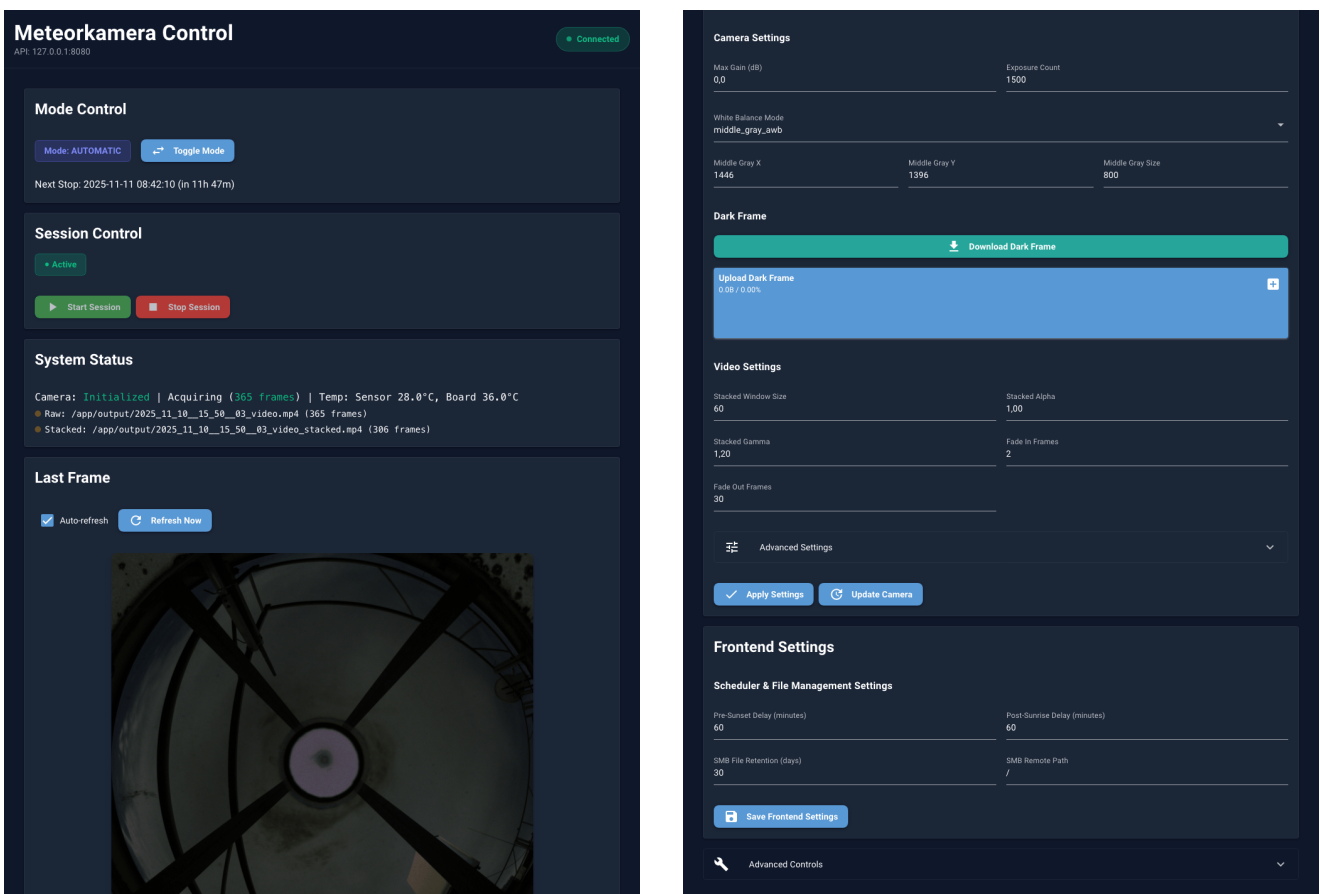 Meteorkamera Control
API: 127.0.0.1:8080
Connected
Mode Control
Mode: AUTOMATIC
Toggle Mode
Next Stop: 2025-11-11 08:42:10 (in 11h 47m)
Session Control
Active
Start Session
Stop Session
System Status
Camera: Initialized | Acquiring (365 frames) | Temp: Sensor 28.0°C, Board 36.0°C
Raw: /app/output/2025_11_10__15_50__03_video.mp4 (365 frames)
Stacked: /app/output/2025_11_10__15_50__03_video_stacked.mp4 (306 frames)
Last Frame
Auto-refresh
Refresh Now
Camera Settings
Max Gain (dB)
0,0
Exposure Count
1500
White Balance Mode
middle_gray_awb
Middle Gray X
1446
Middle Gray Y
1396
Middle Gray Size
800
Dark Frame
Download Dark Frame
Upload Dark Frame
0.0B / 0.00%
Video Settings
Stacked Window Size
60
Stacked Alpha
1,00
Stacked Gamma
1,20
Fade In Frames
2
Fade Out Frames
30
Advanced Settings
Apply Settings
Update Camera
Frontend Settings
Scheduler & File Management Settings
Pre-Sunset Delay (minutes)
60
Post-Sunrise Delay (minutes)
60
SMB File Retention (days)
30
SMB Remote Path
/
Save Frontend Settings
Advanced Controls